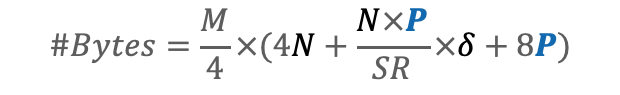 #Bytes = M/4 × (4N + N×P/SR ×δ + 8P)